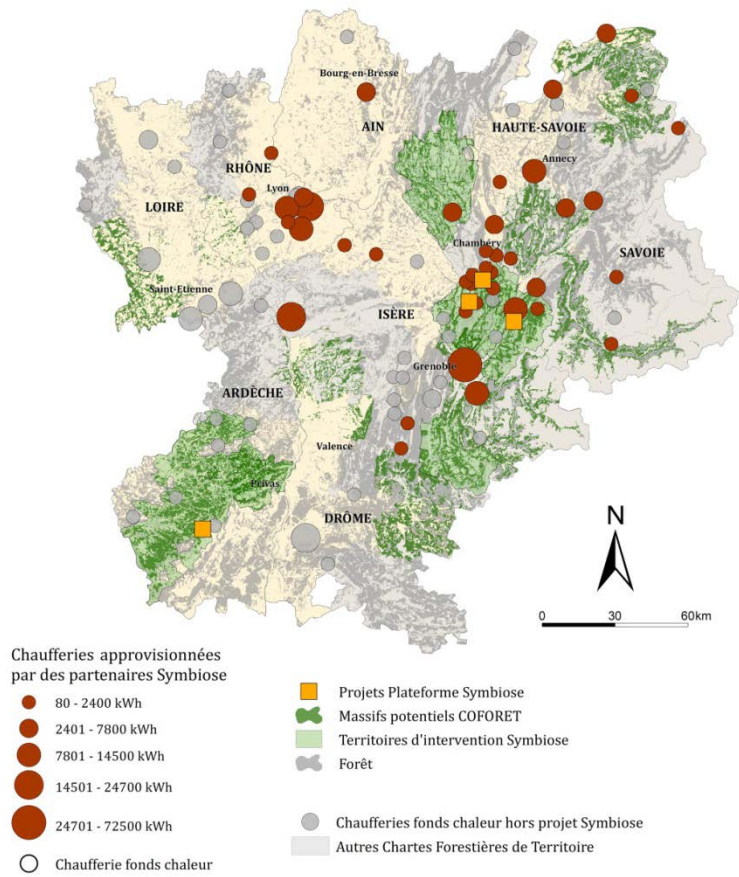 Bourg-en-Bresse
AIN
HAUTE-SAVOIE
RHÔNE
Annecy
Lyon
LOIRE
Chambéry
SAVOIE
Saint-Etienne
ISÈRE
Grenoble
ARDÈCHE
Valence
Privas
DRÔME
N
0 30 60km
Chaufferies approvisionnées
par des partenaires Symbiose
80 - 2400 kWh
2401 - 7800 kWh
7801 - 14500 kWh
14501 - 24700 kWh
24701 - 72500 kWh
Chaufferie fonds chaleur
Projets Plateforme Symbiose
Massifs potentiels COFORET
Territoires d'intervention Symbiose
Forêt
Chaufferies fonds chaleur hors projet Symbiose
Autres Chartes Forestières de Territoire